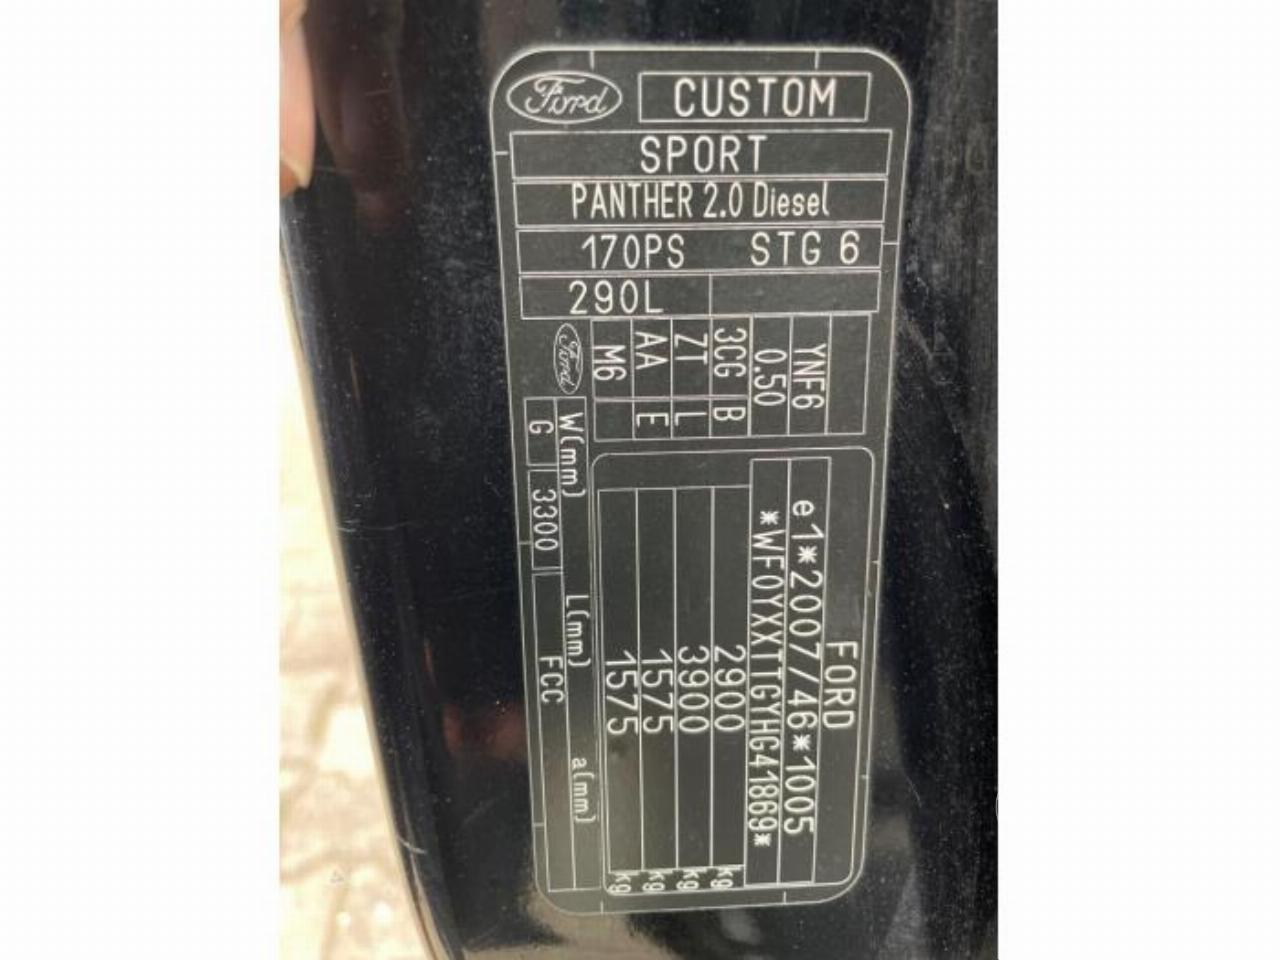 Ford CUSTOM
SPORT
PANTHER 2.0 Diesel
170PS STG 6
290L
YNF6
0.50
3CG B
ZT L
AA E
M6
Ford
FORD
e1*2007/46*1005
*WF0YXXTTGYHG41869*
2900 kg
3900 kg
1575 kg
1575 kg
W(mm) L(mm) a(mm)
G 3300 FCC